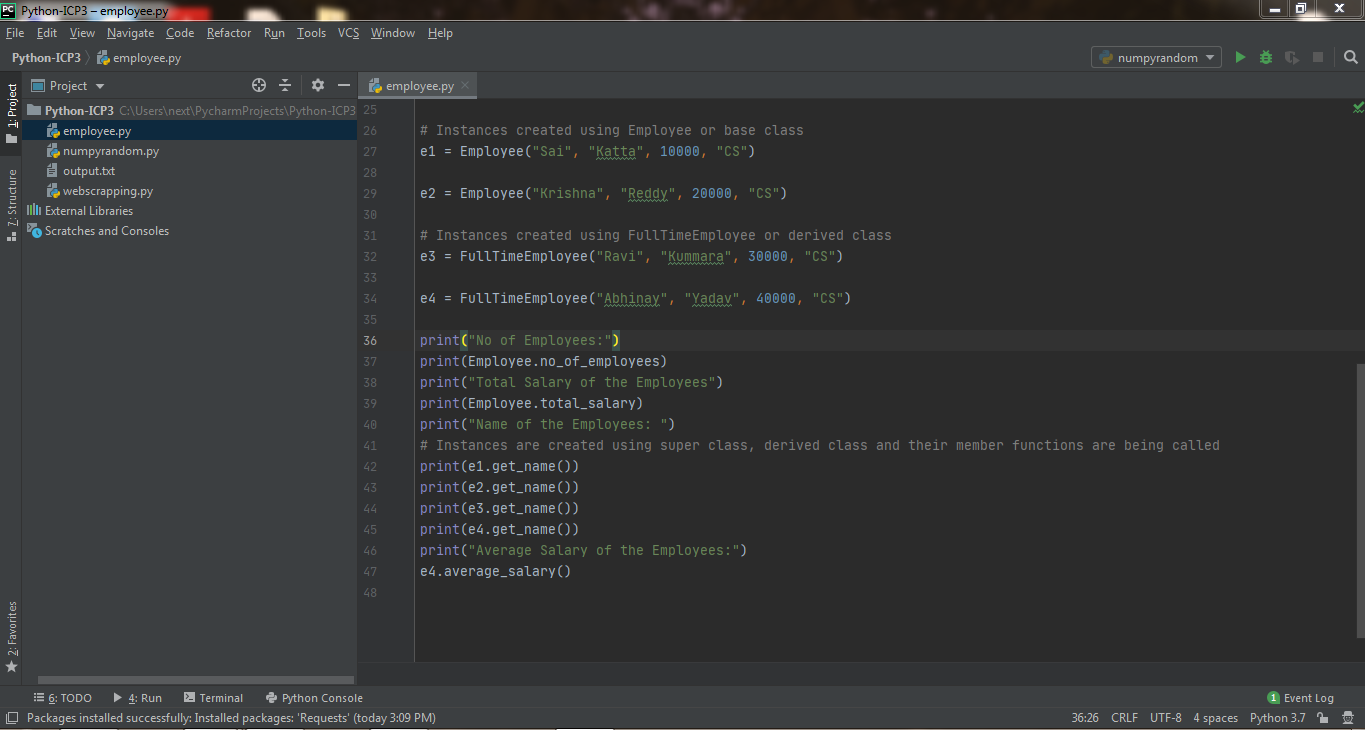 Python-ICP3 – employee.py
File Edit View Navigate Code Refactor Run Tools VCS Window Help
Python-ICP3 employee.py numpyrandom
1: Project
7: Structure
2: Favorites
Project
Python-ICP3 C:\Users\next\PycharmProjects\Python-ICP3
employee.py
numpyrandom.py
output.txt
webscrapping.py
External Libraries
Scratches and Consoles
employee.py
25
26 # Instances created using Employee or base class
27 e1 = Employee("Sai", "Katta", 10000, "CS")
28
29 e2 = Employee("Krishna", "Reddy", 20000, "CS")
30
31 # Instances created using FullTimeEmployee or derived class
32 e3 = FullTimeEmployee("Ravi", "Kummara", 30000, "CS")
33
34 e4 = FullTimeEmployee("Abhinay", "Yadav", 40000, "CS")
35
36 print("No of Employees:")
37 print(Employee.no_of_employees)
38 print("Total Salary of the Employees")
39 print(Employee.total_salary)
40 print("Name of the Employees: ")
41 # Instances are created using super class, derived class and their member functions are being called
42 print(e1.get_name())
43 print(e2.get_name())
44 print(e3.get_name())
45 print(e4.get_name())
46 print("Average Salary of the Employees:")
47 e4.average_salary()
48
6: TODO 4: Run Terminal Python Console 1 Event Log
Packages installed successfully: Installed packages: 'Requests' (today 3:09 PM) 36:26 CRLF UTF-8 4 spaces Python 3.7